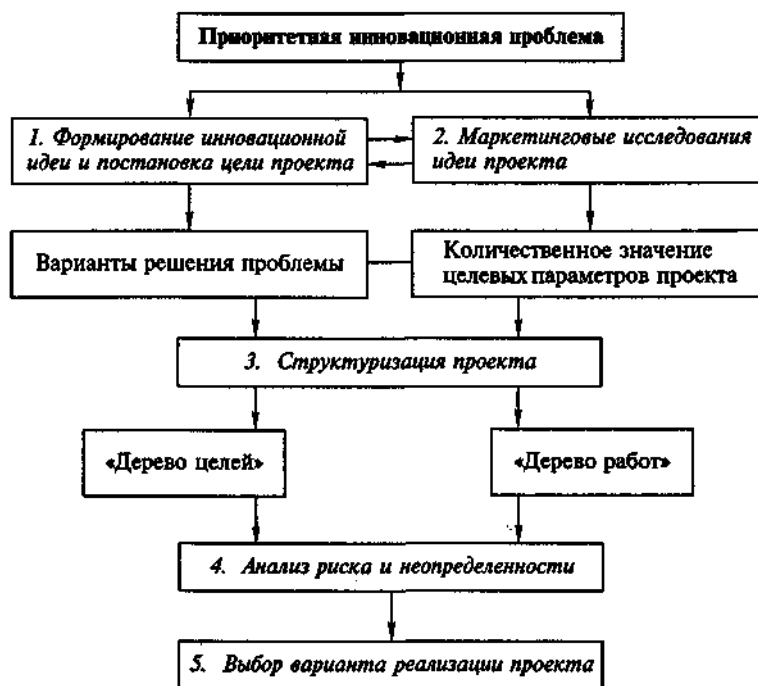 Приоритетная инновационная проблема
1. Формирование инновационной
идеи и постановка цели проекта
2. Маркетинговые исследования
идеи проекта
Варианты решения проблемы
Количественное значение
целевых параметров проекта
3. Структуризация проекта
«Дерево целей»
«Дерево работ»
4. Анализ риска и неопределенности
5. Выбор варианта реализации проекта